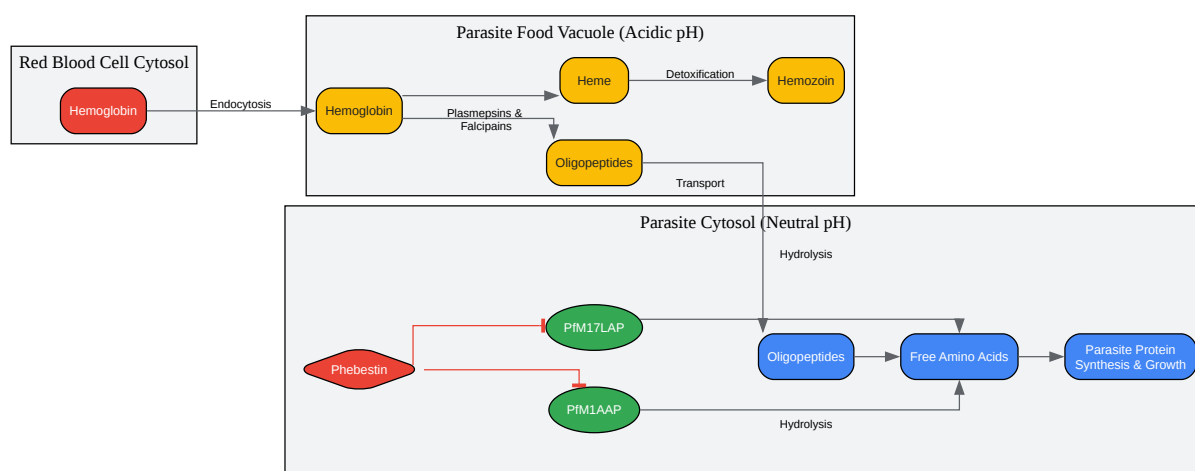 Parasite Food Vacuole (Acidic pH)
Red Blood Cell Cytosol
Heme
Detoxification
Hemozoin
Hemoglobin
Endocytosis
Hemoglobin
Plasmepsins &
Falcipains
Oligopeptides
Transport
Parasite Cytosol (Neutral pH)
Hydrolysis
PfM17LAP
Phebestin
Oligopeptides
Free Amino Acids
Parasite Protein
Synthesis & Growth
PfM1AAP
Hydrolysis